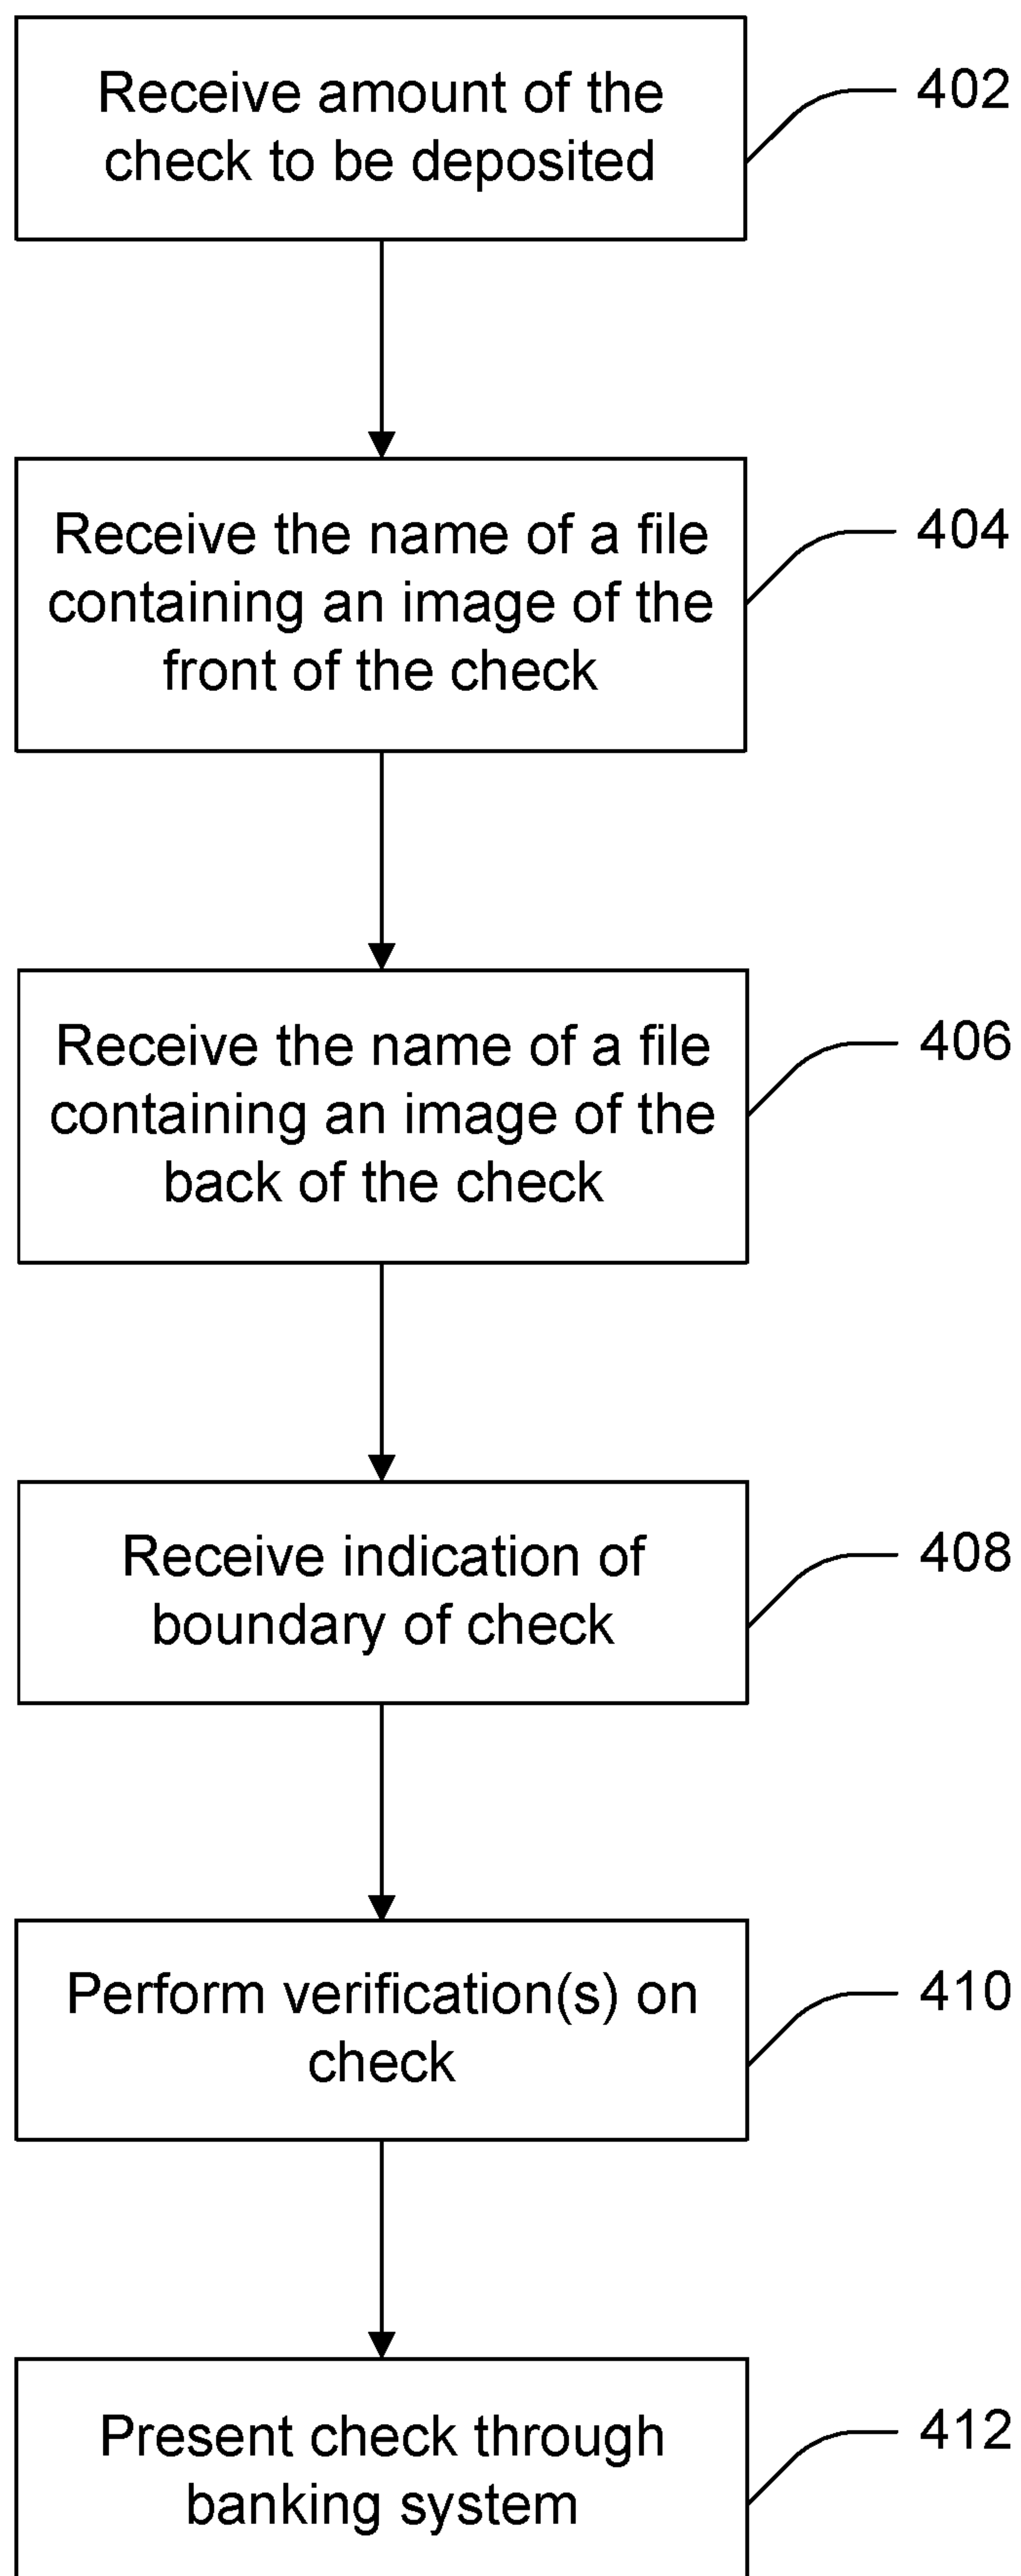 Receive amount of the
check to be deposited
402
Receive the name of a file
containing an image of the
front of the check
404
Receive the name of a file
containing an image of the
back of the check
406
Receive indication of
boundary of check
408
Perform verification(s) on
check
410
Present check through
banking system
412